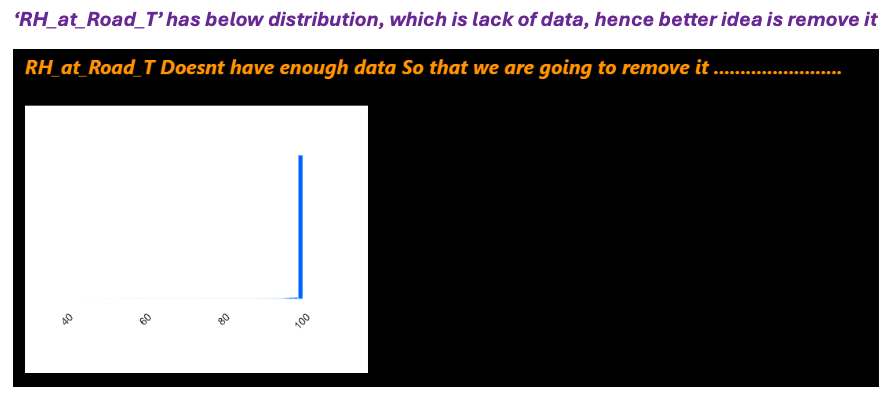 ‘RH_at_Road_T’ has below distribution, which is lack of data, hence better idea is remove it
RH_at_Road_T Doesnt have enough data So that we are going to remove it ........................
40 60 80 100